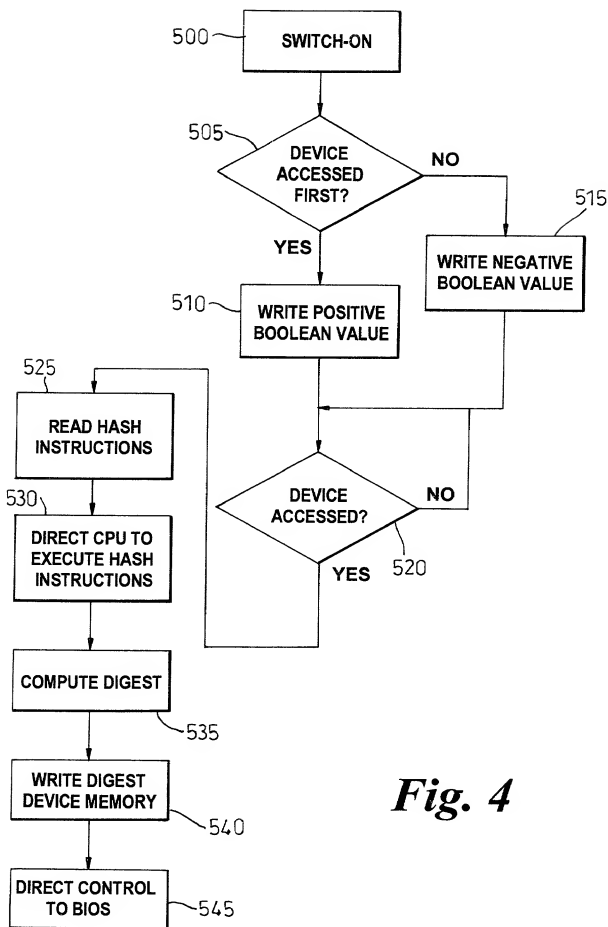 500
SWITCH-ON
505
DEVICE
ACCESSED
FIRST?
NO
YES
515
WRITE NEGATIVE
BOOLEAN VALUE
510
WRITE POSITIVE
BOOLEAN VALUE
520
DEVICE
ACCESSED?
NO
YES
525
READ HASH
INSTRUCTIONS
530
DIRECT CPU TO
EXECUTE HASH
INSTRUCTIONS
COMPUTE DIGEST
535
WRITE DIGEST
DEVICE MEMORY
540
DIRECT CONTROL
TO BIOS
545
Fig. 4